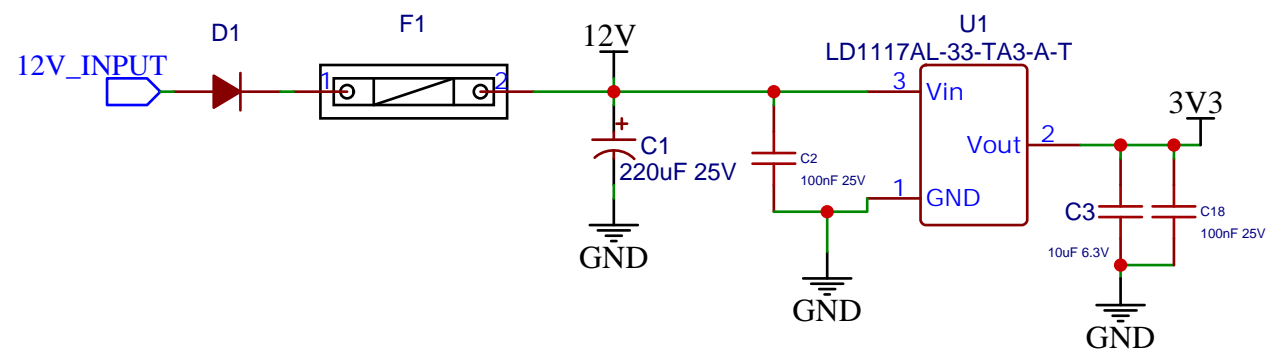 D1
F1
12V
U1
LD1117AL-33-TA3-A-T
12V_INPUT
1
2
3
Vin
3V3
C1
220uF 25V
C2
100nF 25V
Vout
2
1
GND
C3
10uF 6.3V
C18
100nF 25V
GND
GND
GND